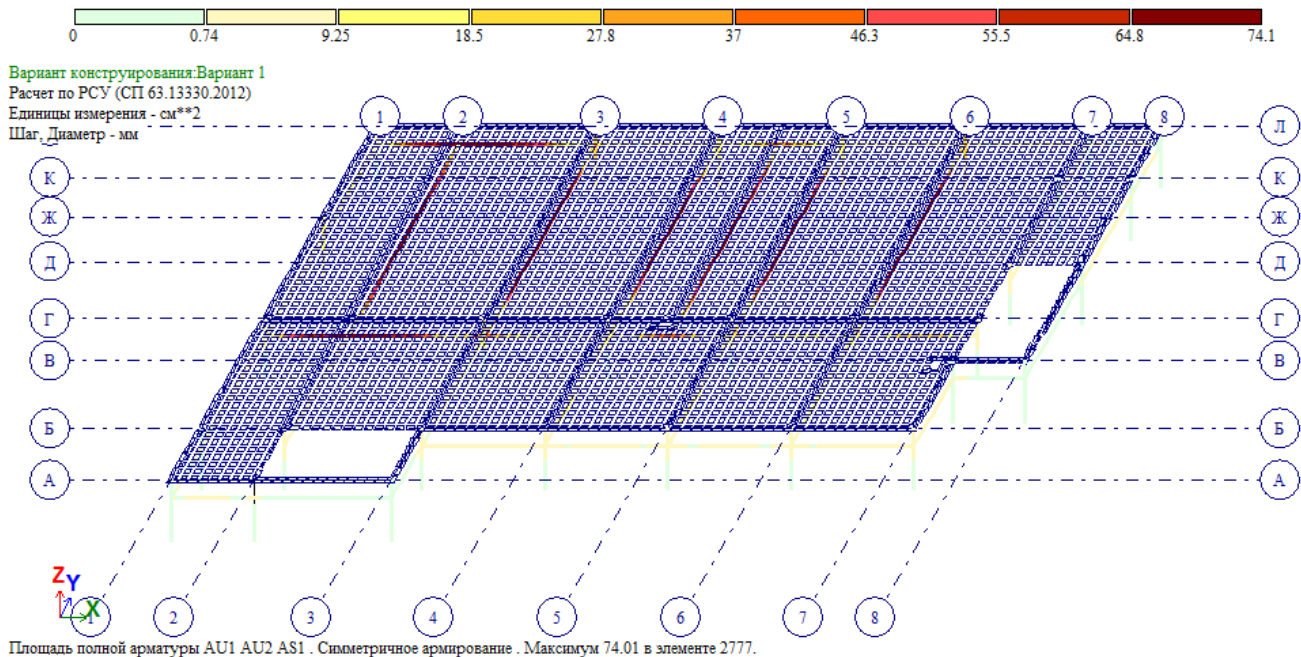 0 0.74 9.25 18.5 27.8 37 46.3 55.5 64.8 74.1
Вариант конструирования:Вариант 1
Расчет по РСУ (СП 63.13330.2012)
Единицы измерения - см**2
Шаг, Диаметр - мм
1 2 3 4 5 6 7 8
Л
К К
Ж Ж
Д Д
Г Г
В В
Б Б
А А
Z Y X
1 2 3 4 5 6 7 8
Площадь полной арматуры AU1 AU2 AS1 . Симметричное армирование . Максимум 74.01 в элементе 2777.